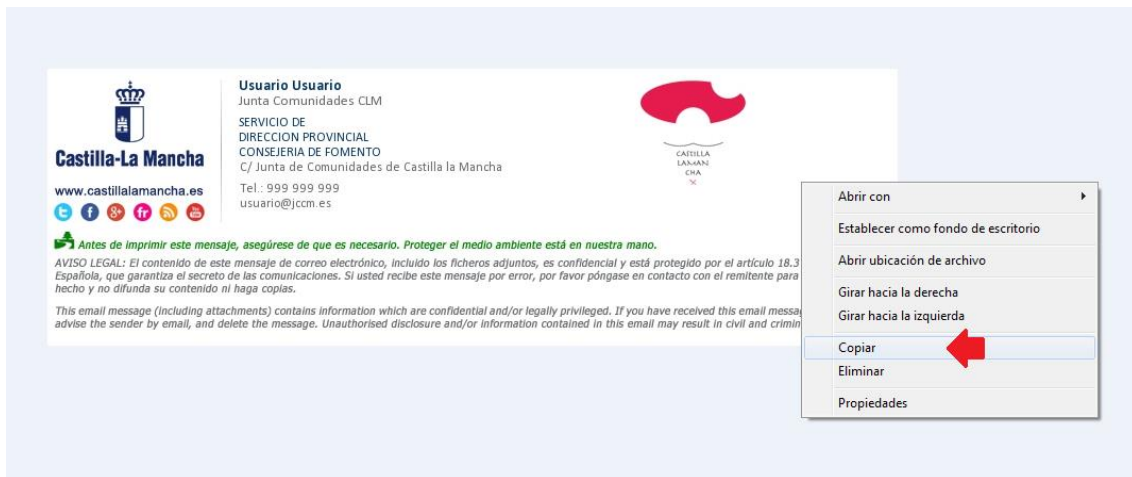 Castilla-La Mancha
www.castillalamancha.es
Usuario Usuario
Junta Comunidades CLM
SERVICIO DE
DIRECCION PROVINCIAL
CONSEJERIA DE FOMENTO
C/ Junta de Comunidades de Castilla la Mancha
Tel.: 999 999 999
usuario@jccm.es
CASTILLA
LAMAN
CHA
Antes de imprimir este mensaje, asegúrese de que es necesario. Proteger el medio ambiente está en nuestra mano.
AVISO LEGAL: El contenido de este mensaje de correo electrónico, incluido los ficheros adjuntos, es confidencial y está protegido por el artículo 18.3
Española, que garantiza el secreto de las comunicaciones. Si usted recibe este mensaje por error, por favor póngase en contacto con el remitente para
hecho y no difunda su contenido ni haga copias.
This email message (including attachments) contains information which are confidential and/or legally privileged. If you have received this email
advise the sender by email, and delete the message. Unauthorised disclosure and/or information contained in this email may result in civil and
Abrir con
Establecer como fondo de escritorio
Abrir ubicación de archivo
Girar hacia la derecha
Girar hacia la izquierda
Copiar
Eliminar
Propiedades